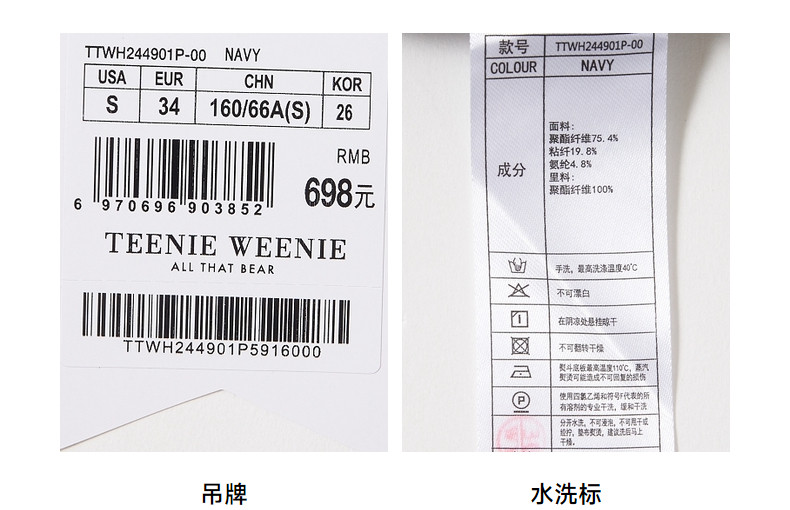 TTWH244901P-00 NAVY
USA EUR CHN KOR
S 34 160/66A(S) 26
RMB
698元
6 970696 903852
TEENIE WEENIE
ALL THAT BEAR
TTWH244901P5916000
吊牌
款号 TTWH244901P-00
COLOUR NAVY
成分
面料:
聚酯纤维75.4%
粘纤19.8%
氨纶4.8%
里料:
聚酯纤维100%
手洗，最高洗涤温度40℃
不可漂白
在阴凉处悬挂晾干
不可翻转干燥
熨斗底板最高温度110℃，蒸汽
熨烫可能造成不可回复的损伤
使用四氯乙烯和符号F代表的所
有溶剂的专业干洗，缓和干洗
分开水洗，不可浸泡，不可甩干或
经拧，垫布熨烫，建议洗后马上
干燥。
水洗标